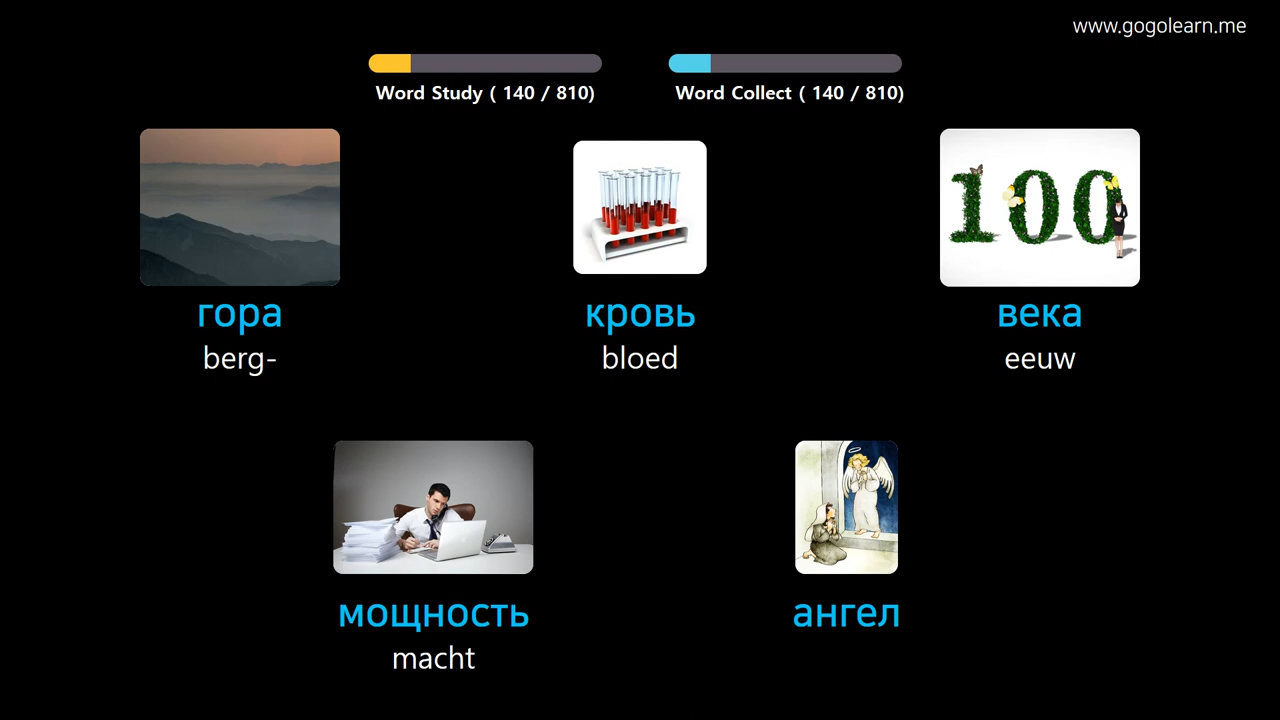 www.gogolearn.me
Word Study ( 140 / 810)
Word Collect ( 140 / 810)
гора
berg-
кровь
bloed
века
eeuw
мощность
macht
ангел